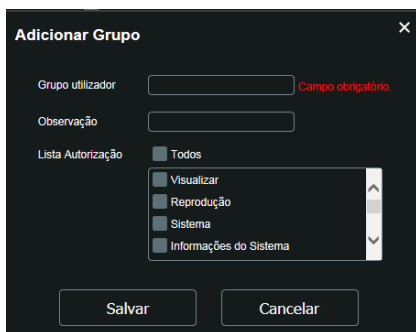 Adicionar Grupo
Grupo utilizador Campo obrigatório.
Observação
Lista Autorização Todos
Visualizar
Reprodução
Sistema
Informações do Sistema
Salvar Cancelar